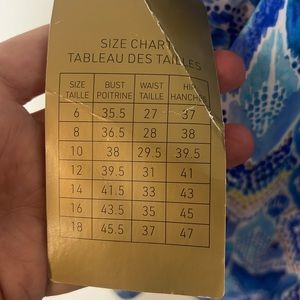 SIZE CHART
TABLEAU DES TAILLES
SIZE TAILLE BUST POITRINE WAIST TAILLE HIP HANCHES
6 35.5 27 37
8 36.5 28 38
10 38 29.5 39.5
12 39.5 31 41
14 41.5 33 43
16 43.5 35 45
18 45.5 37 47